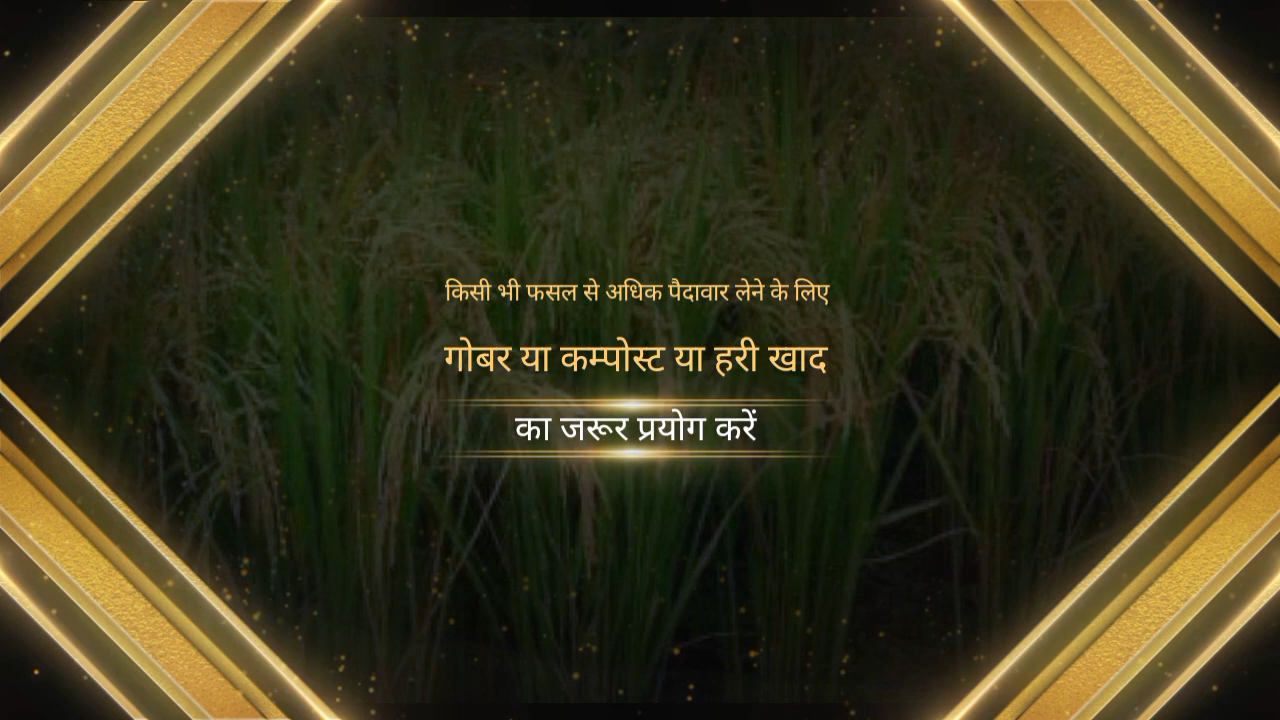 किसी भी फसल से अधिक पैदावार लेने के लिए
गोबर या कम्पोस्ट या हरी खाद
का जरूर प्रयोग करें